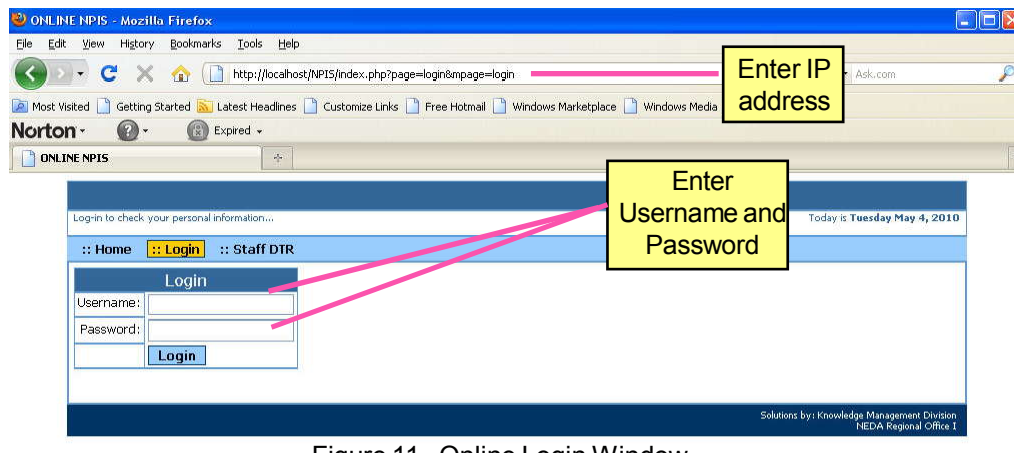 ONLINE NPIS - Mozilla Firefox
File Edit View History Bookmarks Tools Help
http://localhost/NPIS/index.php?page=login&mpage=login
Ask.com
Enter IP
address
Most Visited Getting Started Latest Headlines Customize Links Free Hotmail Windows Marketplace Windows Media
Norton Expired
ONLINE NPIS
Enter
Username and
Password
Log-in to check your personal information...
Today is Tuesday May 4, 2010
:: Home :: Login :: Staff DTR
Login
Username:
Password:
Login
Solutions by: Knowledge Management Division
NEDA Regional Office I
Figure 11. Online Login Window